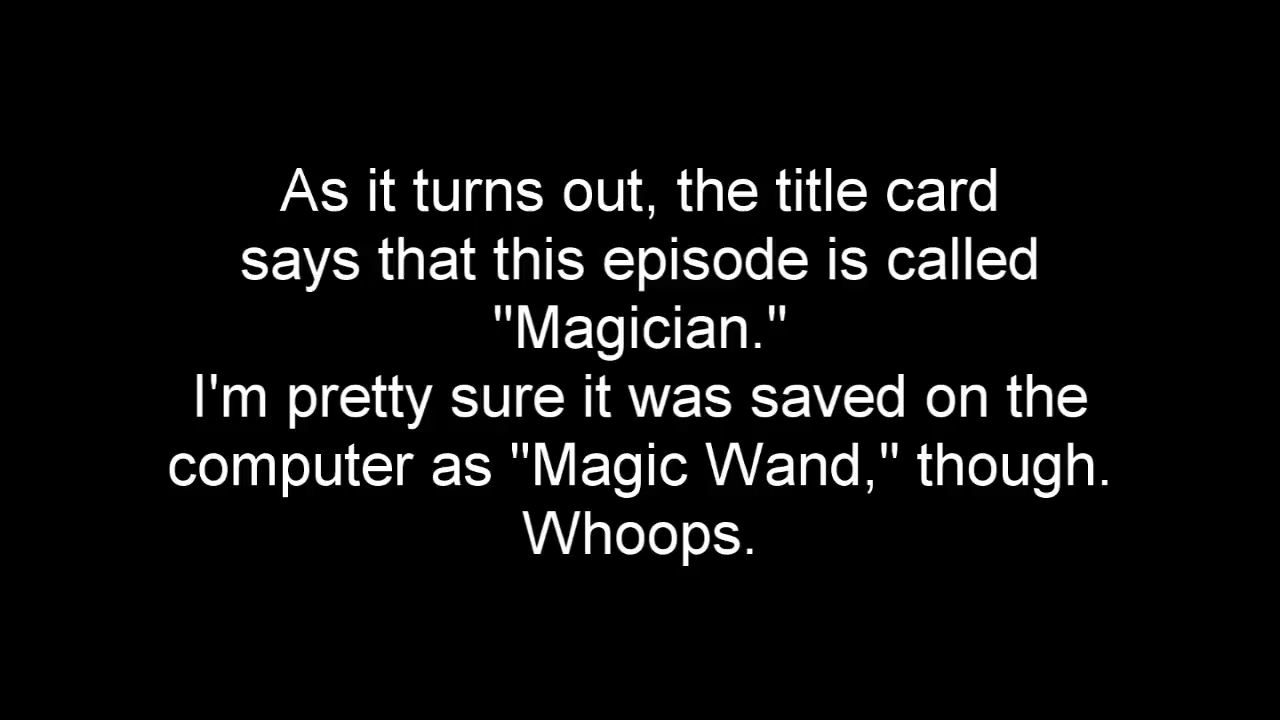 As it turns out, the title card
says that this episode is called
"Magician."
I'm pretty sure it was saved on the
computer as "Magic Wand," though.
Whoops.